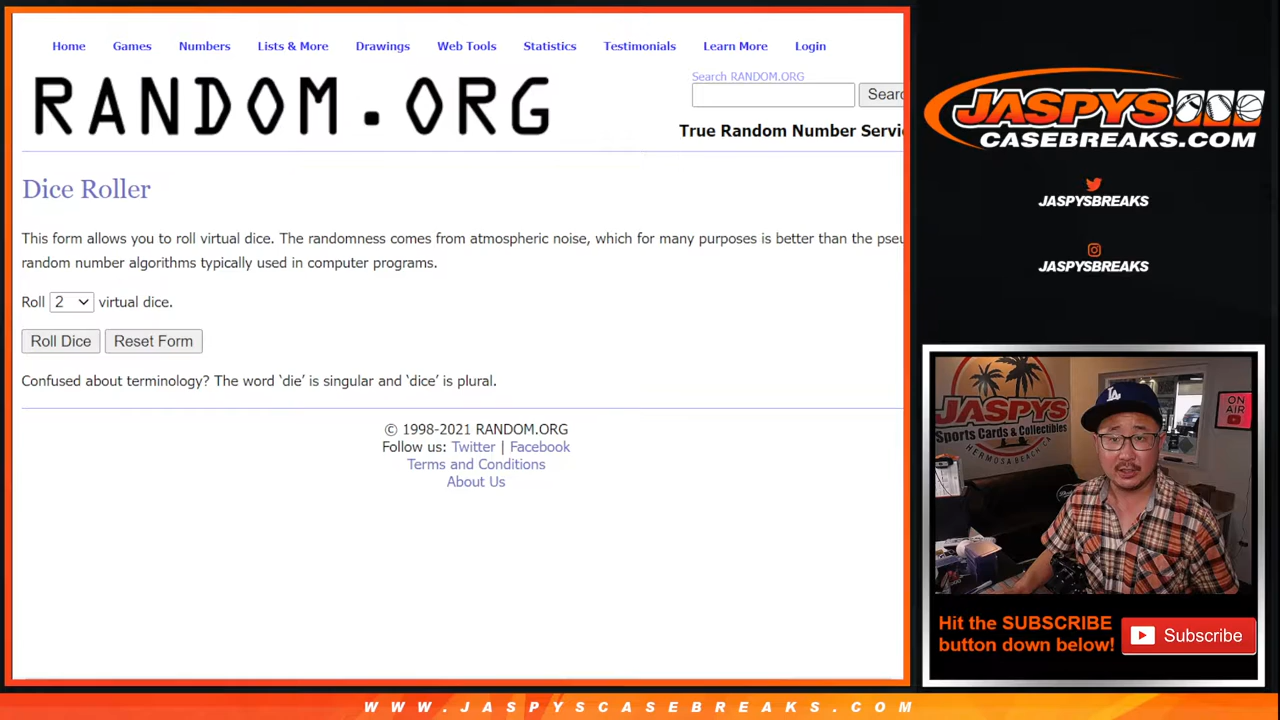 Home Games Numbers Lists & More Drawings Web Tools Statistics Testimonials Learn More Login
RANDOM.ORG
Search RANDOM.ORG
Searc
True Random Number Servi
Dice Roller
This form allows you to roll virtual dice. The randomness comes from atmospheric noise, which for many purposes is better than the pseu
random number algorithms typically used in computer programs.
Roll 2 virtual dice.
Roll Dice Reset Form
Confused about terminology? The word ‘die’ is singular and ‘dice’ is plural.
© 1998-2021 RANDOM.ORG
Follow us: Twitter | Facebook
Terms and Conditions
About Us
JASPYS
CASEBREAKS.COM
JASPYSBREAKS
JASPYSBREAKS
JASPYS
Sports Cards & Collectibles
HERMOSA BEACH CA
LA
ON
AIR
Hit the SUBSCRIBE
button down below!
Subscribe
WWW.JASPYSCASEBREAKS.COM